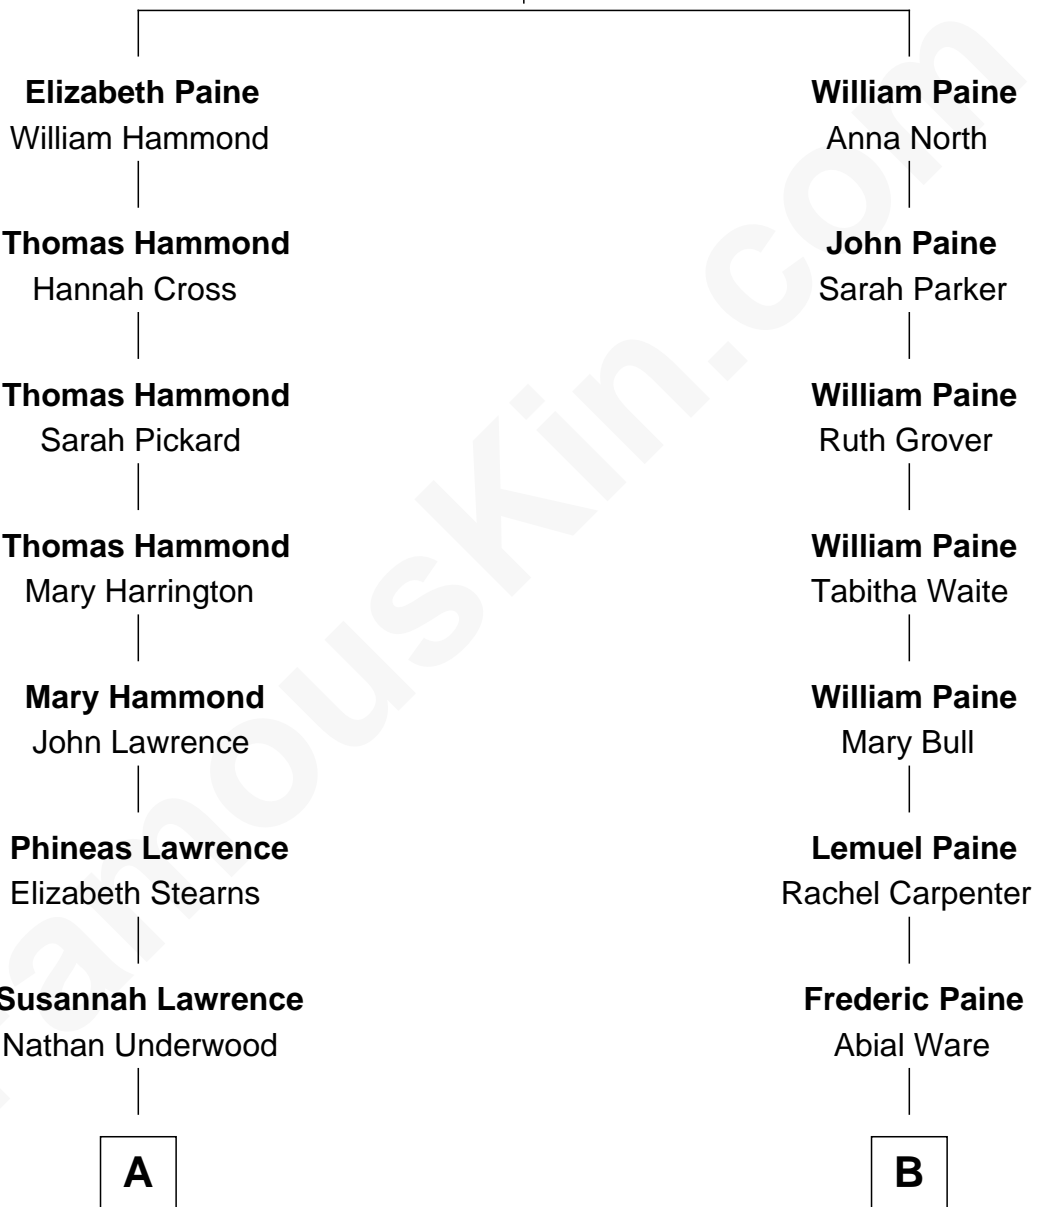 Elizabeth Paine
William Hammond
William Paine
Anna North
Thomas Hammond
Hannah Cross
John Paine
Sarah Parker
Thomas Hammond
Sarah Pickard
William Paine
Ruth Grover
Thomas Hammond
Mary Harrington
William Paine
Tabitha Waite
Mary Hammond
John Lawrence
William Paine
Mary Bull
Phineas Lawrence
Elizabeth Stearns
Lemuel Paine
Rachel Carpenter
Susannah Lawrence
Nathan Underwood
Frederic Paine
Abial Ware
A
B
FamousKin.com